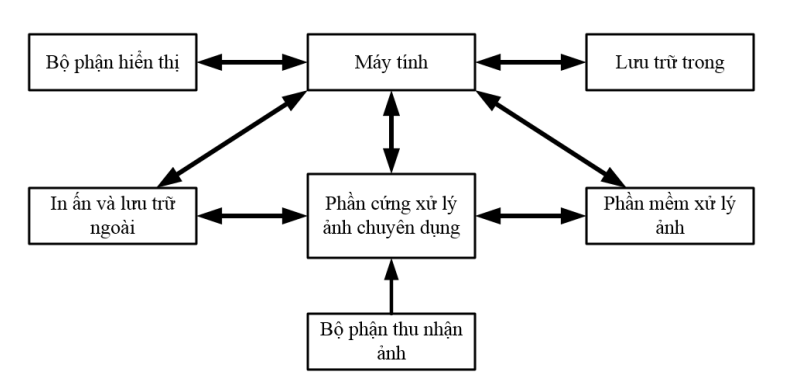 Bộ phận hiển thị
Máy tính
Lưu trữ trong
In ấn và lưu trữ
ngoài
Phần cứng xử lý
ảnh chuyên dụng
Phần mềm xử lý
ảnh
Bộ phận thu nhận
ảnh